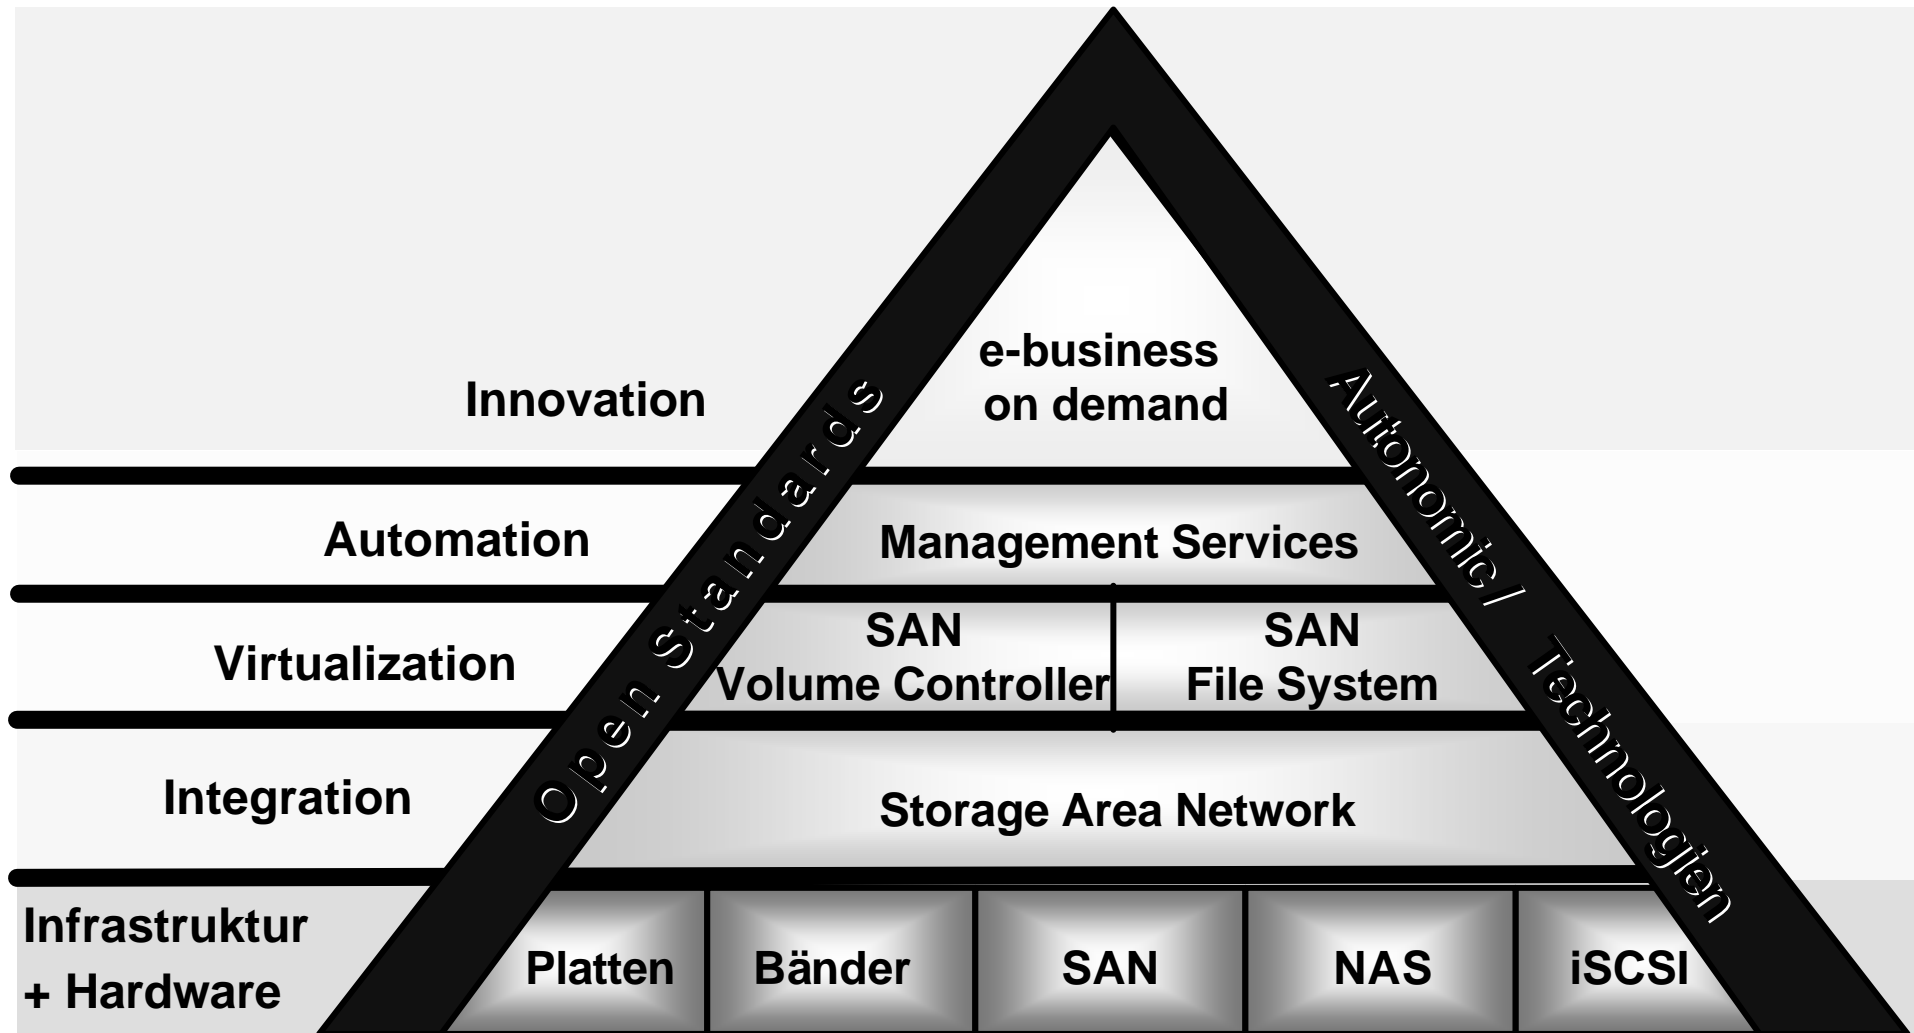 e-business
on demand
Innovation
Open Standards
Autonomic / Technologien
Automation
Management Services
Virtualization
SAN
Volume Controller
SAN
File System
Integration
Storage Area Network
Infrastruktur
+ Hardware
Platten
Bänder
SAN
NAS
iSCSI